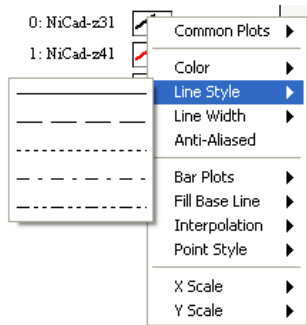 0: NiCad-z31
Common Plots
1: NiCad-z41
Color
Line Style
Line Width
Anti-Aliased
Bar Plots
Fill Base Line
Interpolation
Point Style
X Scale
Y Scale